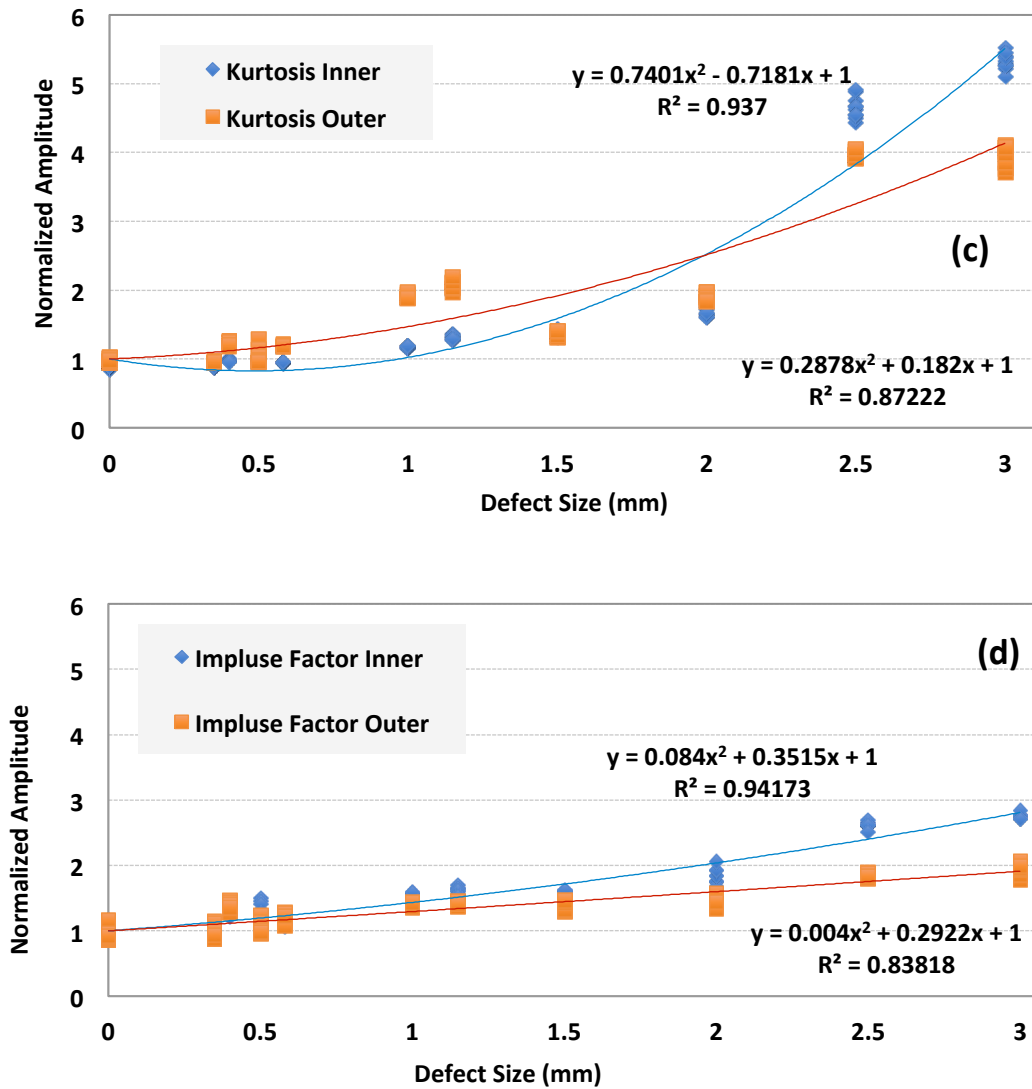 6
5
4
3
2
1
0
Normalized Amplitude
Kurtosis Inner
Kurtosis Outer
y = 0.7401x² - 0.7181x + 1
R² = 0.937
(c)
y = 0.2878x² + 0.182x + 1
R² = 0.87222
0 0.5 1 1.5 2 2.5 3
Defect Size (mm)
6
5
4
3
2
1
0
Normalized Amplitude
Impluse Factor Inner
Impluse Factor Outer
(d)
y = 0.084x² + 0.3515x + 1
R² = 0.94173
y = 0.004x² + 0.2922x + 1
R² = 0.83818
0 0.5 1 1.5 2 2.5 3
Defect Size (mm)